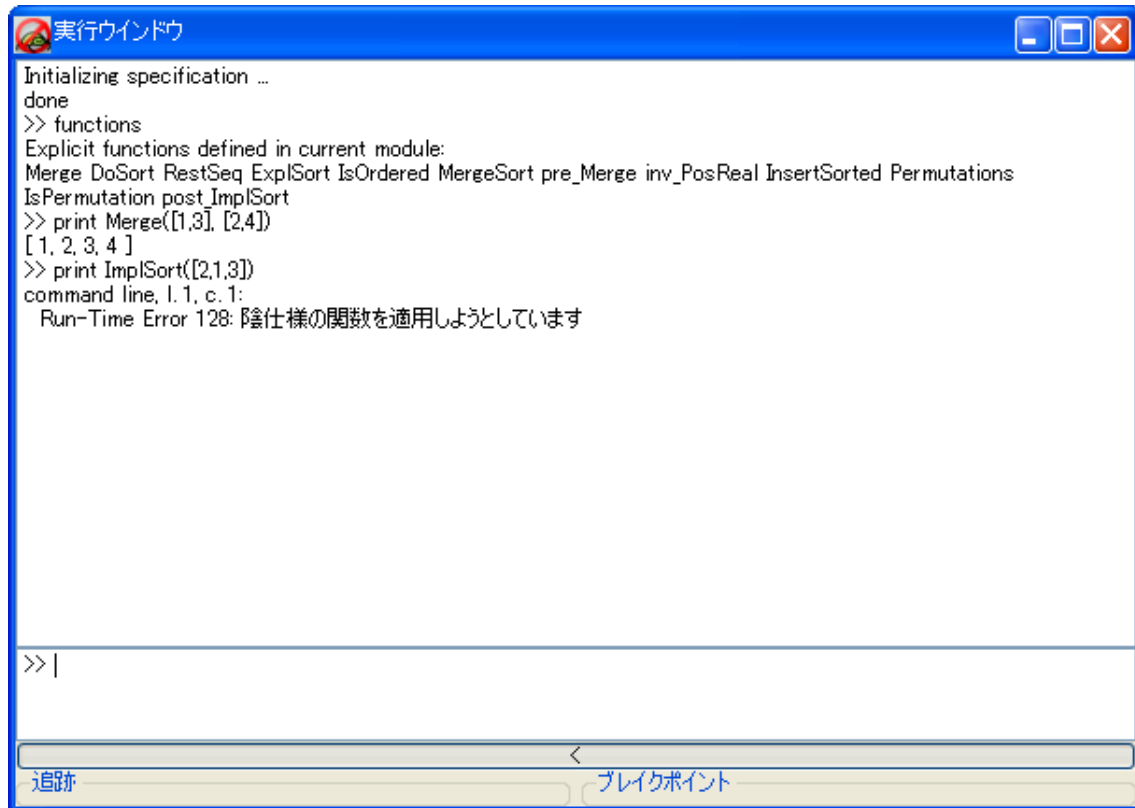 実行ウインドウ
Initializing specification ...
done
>> functions
Explicit functions defined in current module:
Merge DoSort RestSeq ExplSort IsOrdered MergeSort pre_Merge inv_PosReal InsertSorted Permutations
IsPermutation post_ImplSort
>> print Merge([1,3], [2,4])
[ 1, 2, 3, 4 ]
>> print ImplSort([2,1,3])
command line, l. 1, c. 1:
Run-Time Error 128: 陰仕様の関数を適用しようとしています
>>
<
追跡 ブレイクポイント